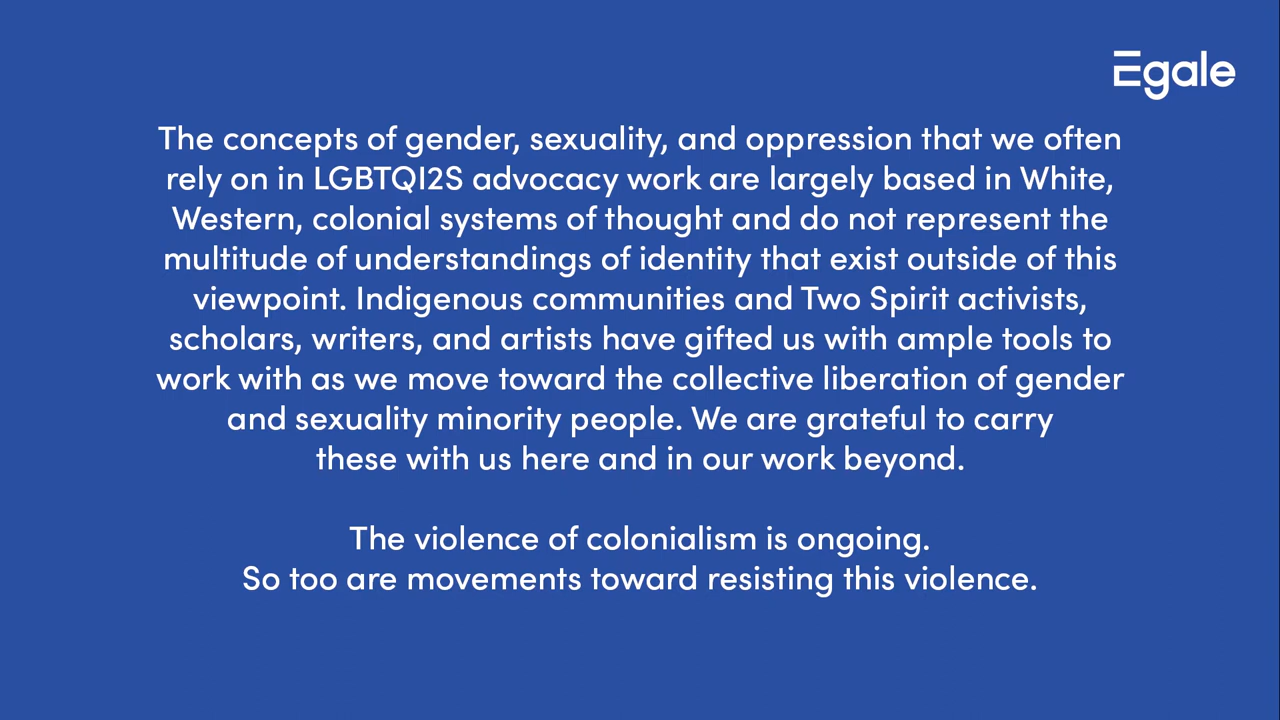 Egale
The concepts of gender, sexuality, and oppression that we often
rely on in LGBTQI2S advocacy work are largely based in White,
Western, colonial systems of thought and do not represent the
multitude of understandings of identity that exist outside of this
viewpoint. Indigenous communities and Two Spirit activists,
scholars, writers, and artists have gifted us with ample tools to
work with as we move toward the collective liberation of gender
and sexuality minority people. We are grateful to carry
these with us here and in our work beyond.
The violence of colonialism is ongoing.
So too are movements toward resisting this violence.